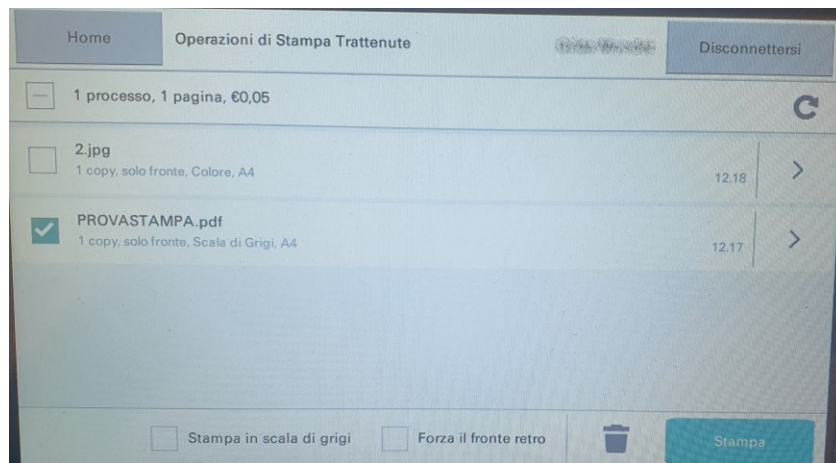 Home
Operazioni di Stampa Trattenute
Disconnettersi
1 processo, 1 pagina, €0,05
2.jpg
1 copy, solo fronte, Colore, A4
12.18
PROVASTAMPA.pdf
1 copy, solo fronte, Scala di Grigi, A4
12.17
Stampa in scala di grigi
Forza il fronte retro
Stampa